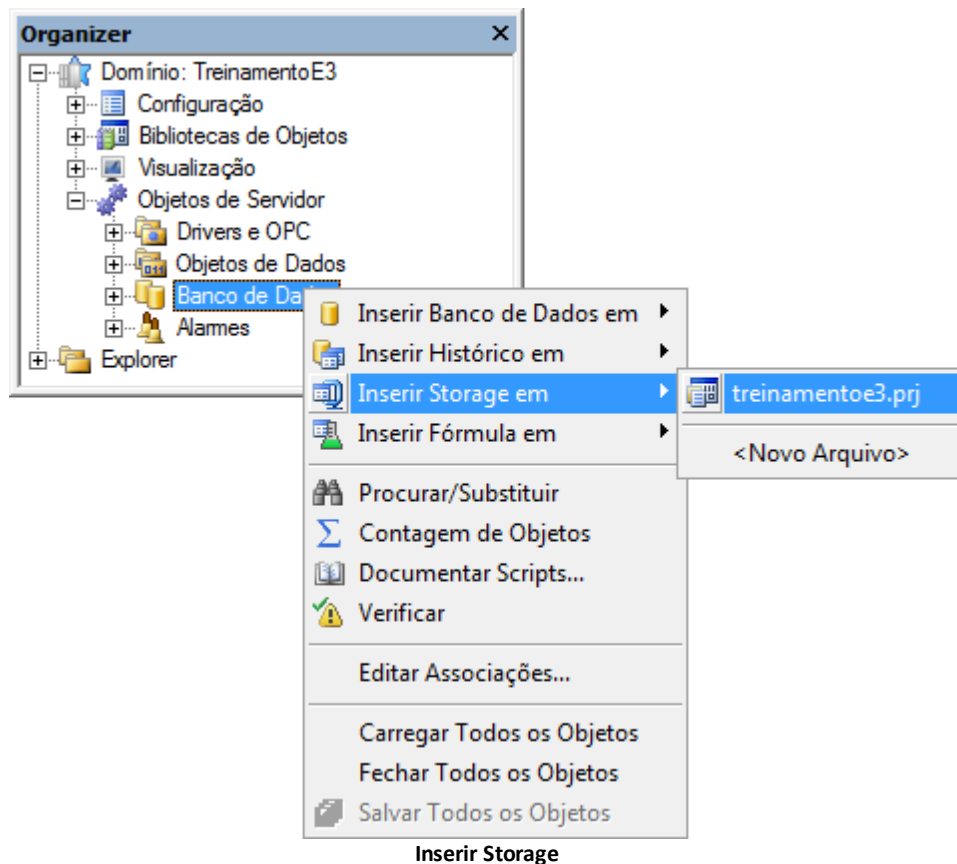 Organizer
Domínio: TreinamentoE3
Configuração
Bibliotecas de Objetos
Visualização
Objetos de Servidor
Drivers e OPC
Objetos de Dados
Banco de Da
Alarmes
Explorer
Inserir Banco de Dados em
Inserir Histórico em
Inserir Storage em
treinamentoe3.prj
Inserir Fórmula em
<Novo Arquivo>
Procurar/Substituir
Contagem de Objetos
Documentar Scripts...
Verificar
Editar Associações...
Carregar Todos os Objetos
Fechar Todos os Objetos
Salvar Todos os Objetos
Inserir Storage